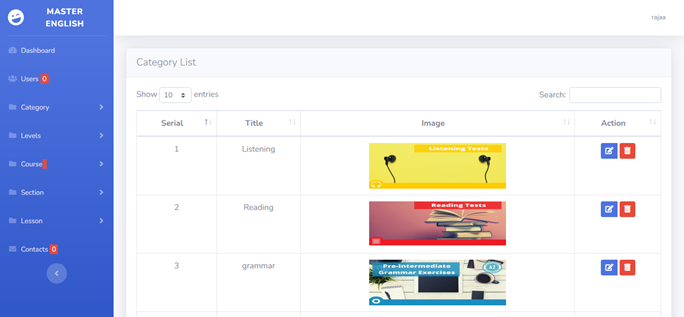 MASTER
ENGLISH
rajaa
Dashboard
Users 0
Category
Levels
Course
Section
Lesson
Contacts 0
Category List
Show 10 entries
Search:
Serial Title Image Action
1 Listening
Listening Tests
2 Reading
Reading Tests
3 grammar
Pre-intermediate
Grammar Exercises
A2